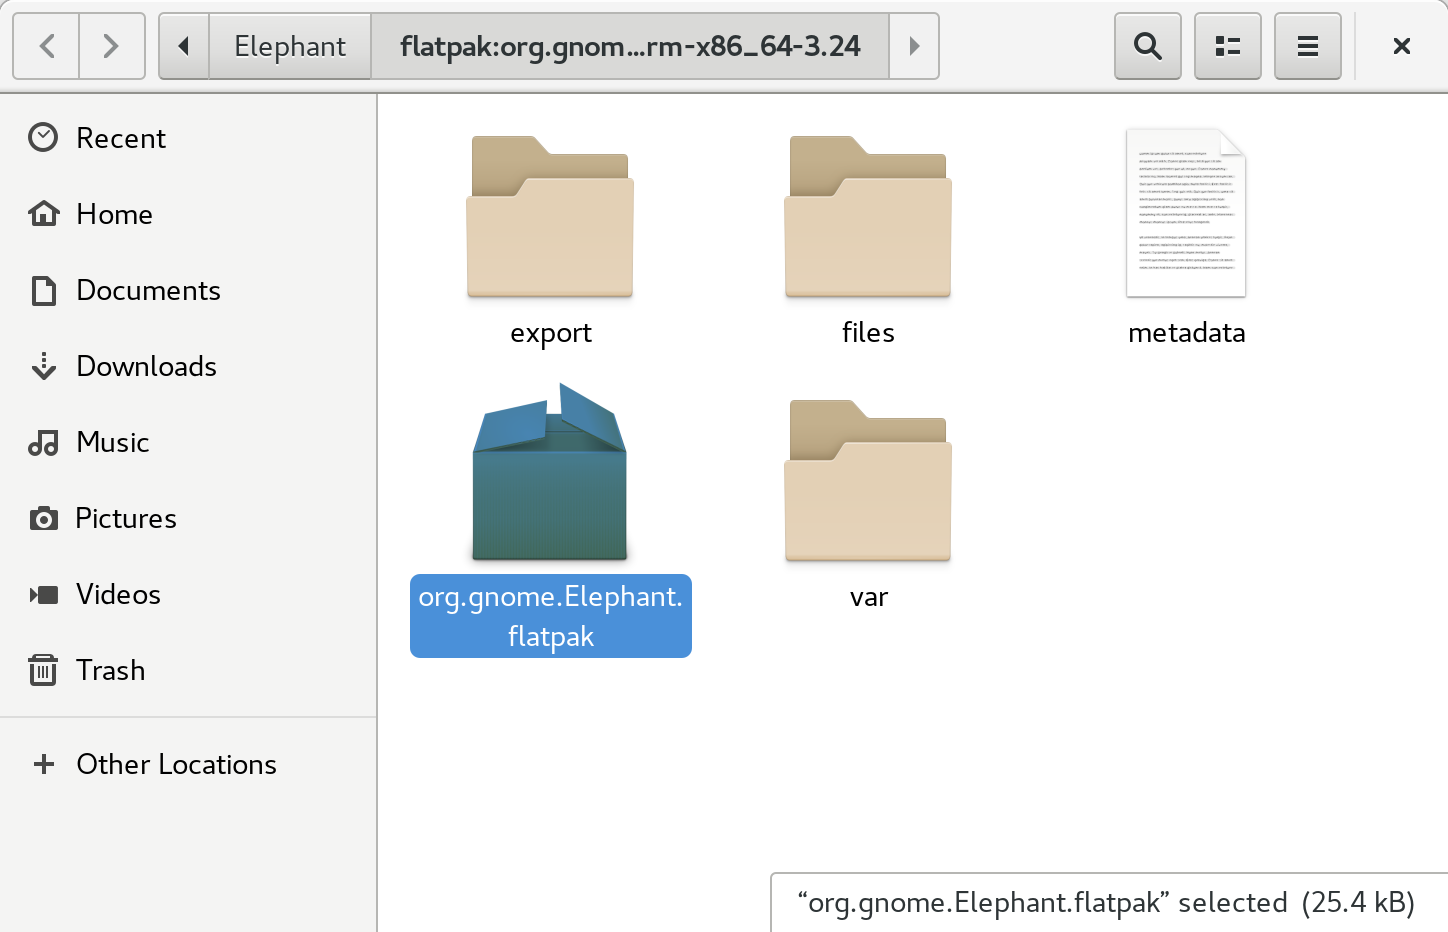 Elephant
flatpak:org.gnom…rm-x86_64-3.24
Recent
Home
Documents
Downloads
Music
Pictures
Videos
Trash
Other Locations
export
files
metadata
org.gnome.Elephant.
flatpak
var
“org.gnome.Elephant.flatpak” selected (25.4 kB)